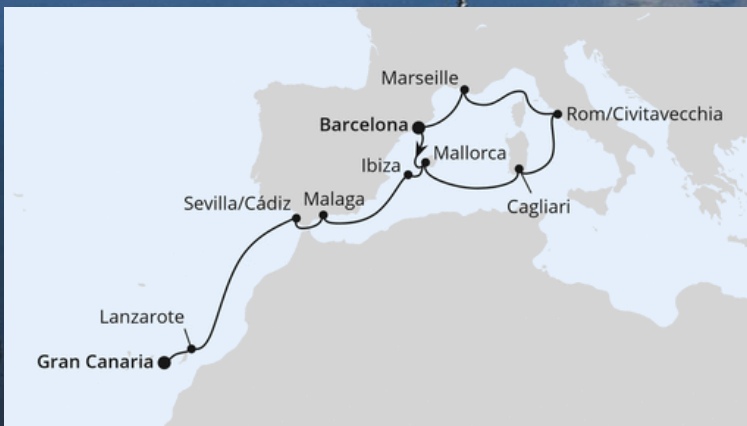 Marseille
Rom/Civitavecchia
Barcelona
Mallorca
Ibiza
Cagliari
Sevilla/Cádiz
Malaga
Lanzarote
Gran Canaria